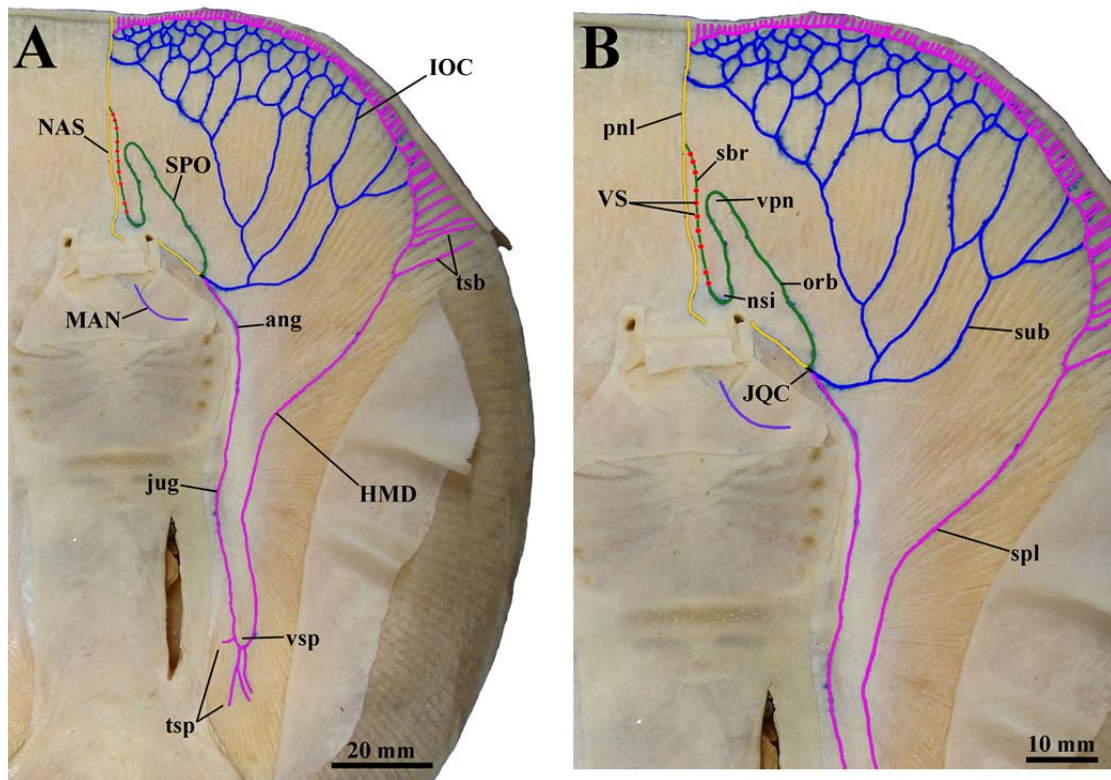 A
IOC
NAS
SPO
tsb
MAN
ang
jug
HMD
vsp
tsp
20 mm
B
pnl
sbr
VS
vpn
orb
nsi
sub
JQC
spl
10 mm